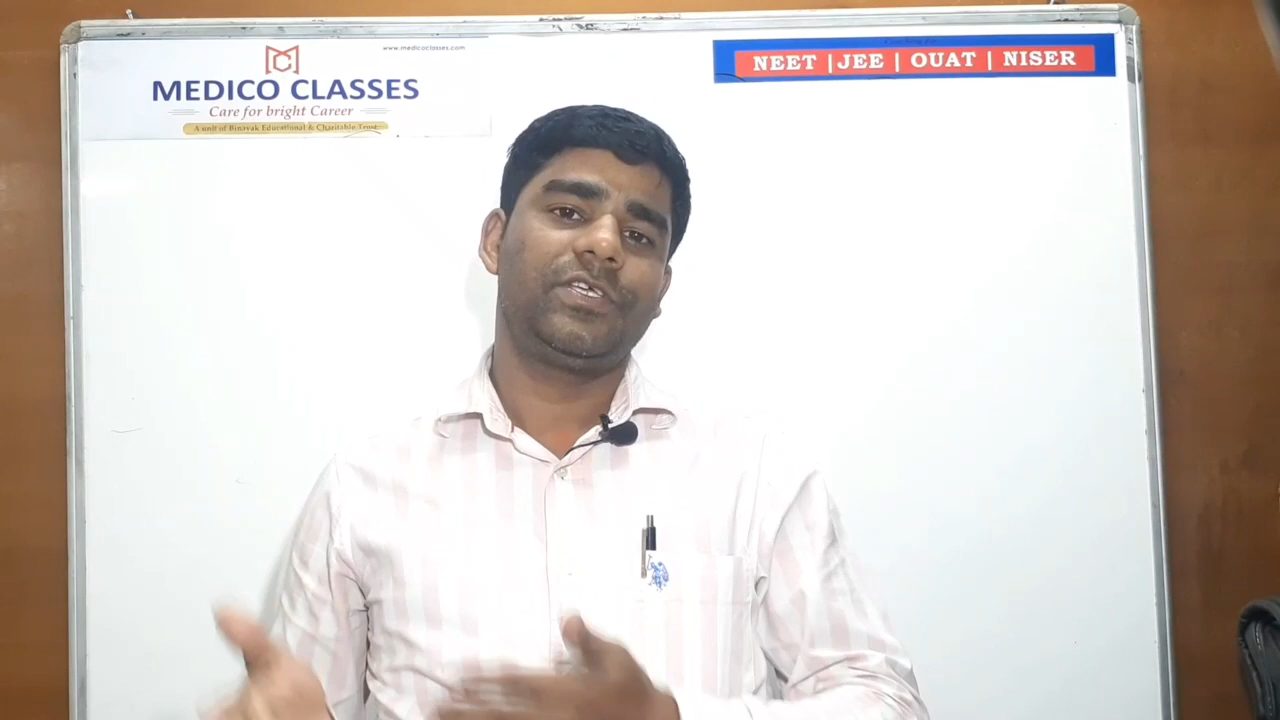 www.medicoclasses.com
MEDICO CLASSES
Care for bright Career
A unit of Binayak Educational & Charitable Trust
NEET | JEE | OUAT | NISER